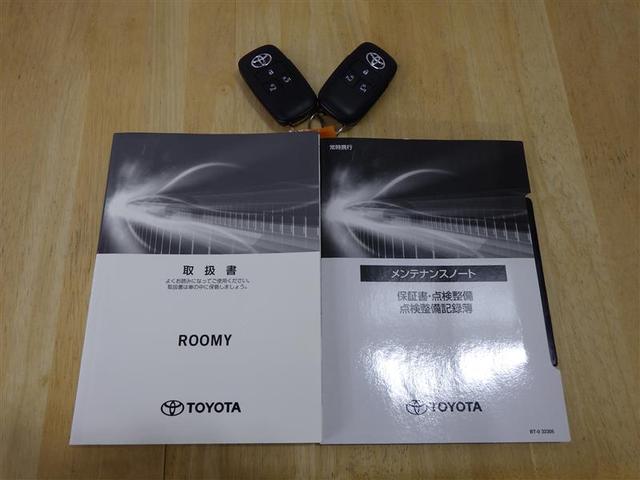 取扱書
よくお読みになってご使用ください。
取扱書は車の中に保管しましょう。
ROOMY
TOYOTA
常時携行
メンテナンスノート
保証書・点検整備
点検整備記録簿
TOYOTA